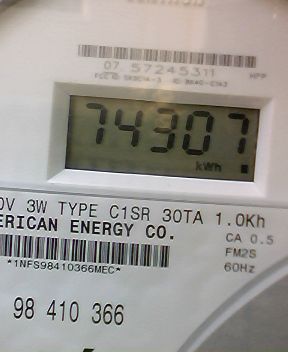 07 57245311
HPP
74307
kWh
0V 3W TYPE C1SR 30TA 1.0Kh
ERICAN ENERGY CO.
CA 0.5
FM2S
60Hz
*1NFS98410366MEC*
98 410 366